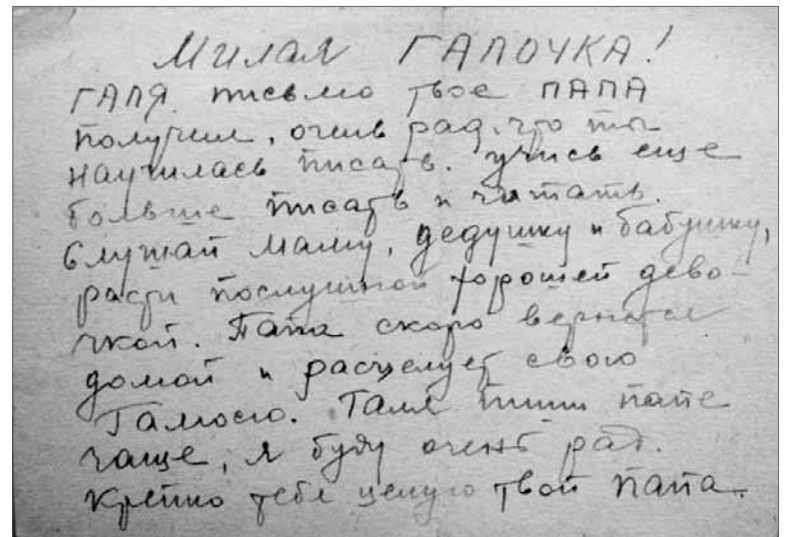 Милая ГАЛОЧКА!
ГАЛЯ письмо твое ПАПА
получил, очень рад, что ты
научилась писать. учись еще
больше писать и читать.
Слушай маму, дедушку и бабушку,
расти послушной хорошей дево-
чкой. Папа скоро вернется
домой и расцелует свою
Галюсю. Галя пиши папе
чаще, я буду очень рад.
Крепко тебя целую твой папа.